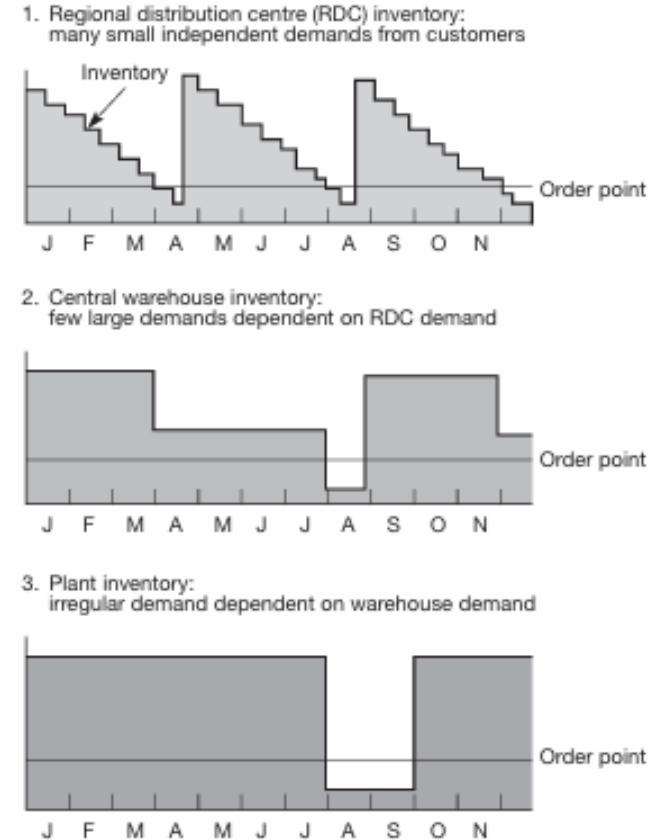 1. Regional distribution centre (RDC) inventory:
many small independent demands from customers
Inventory
Order point
J F M A M J J A S O N
2. Central warehouse inventory:
few large demands dependent on RDC demand
Order point
J F M A M J J A S O N
3. Plant inventory:
irregular demand dependent on warehouse demand
Order point
J F M A M J J A S O N